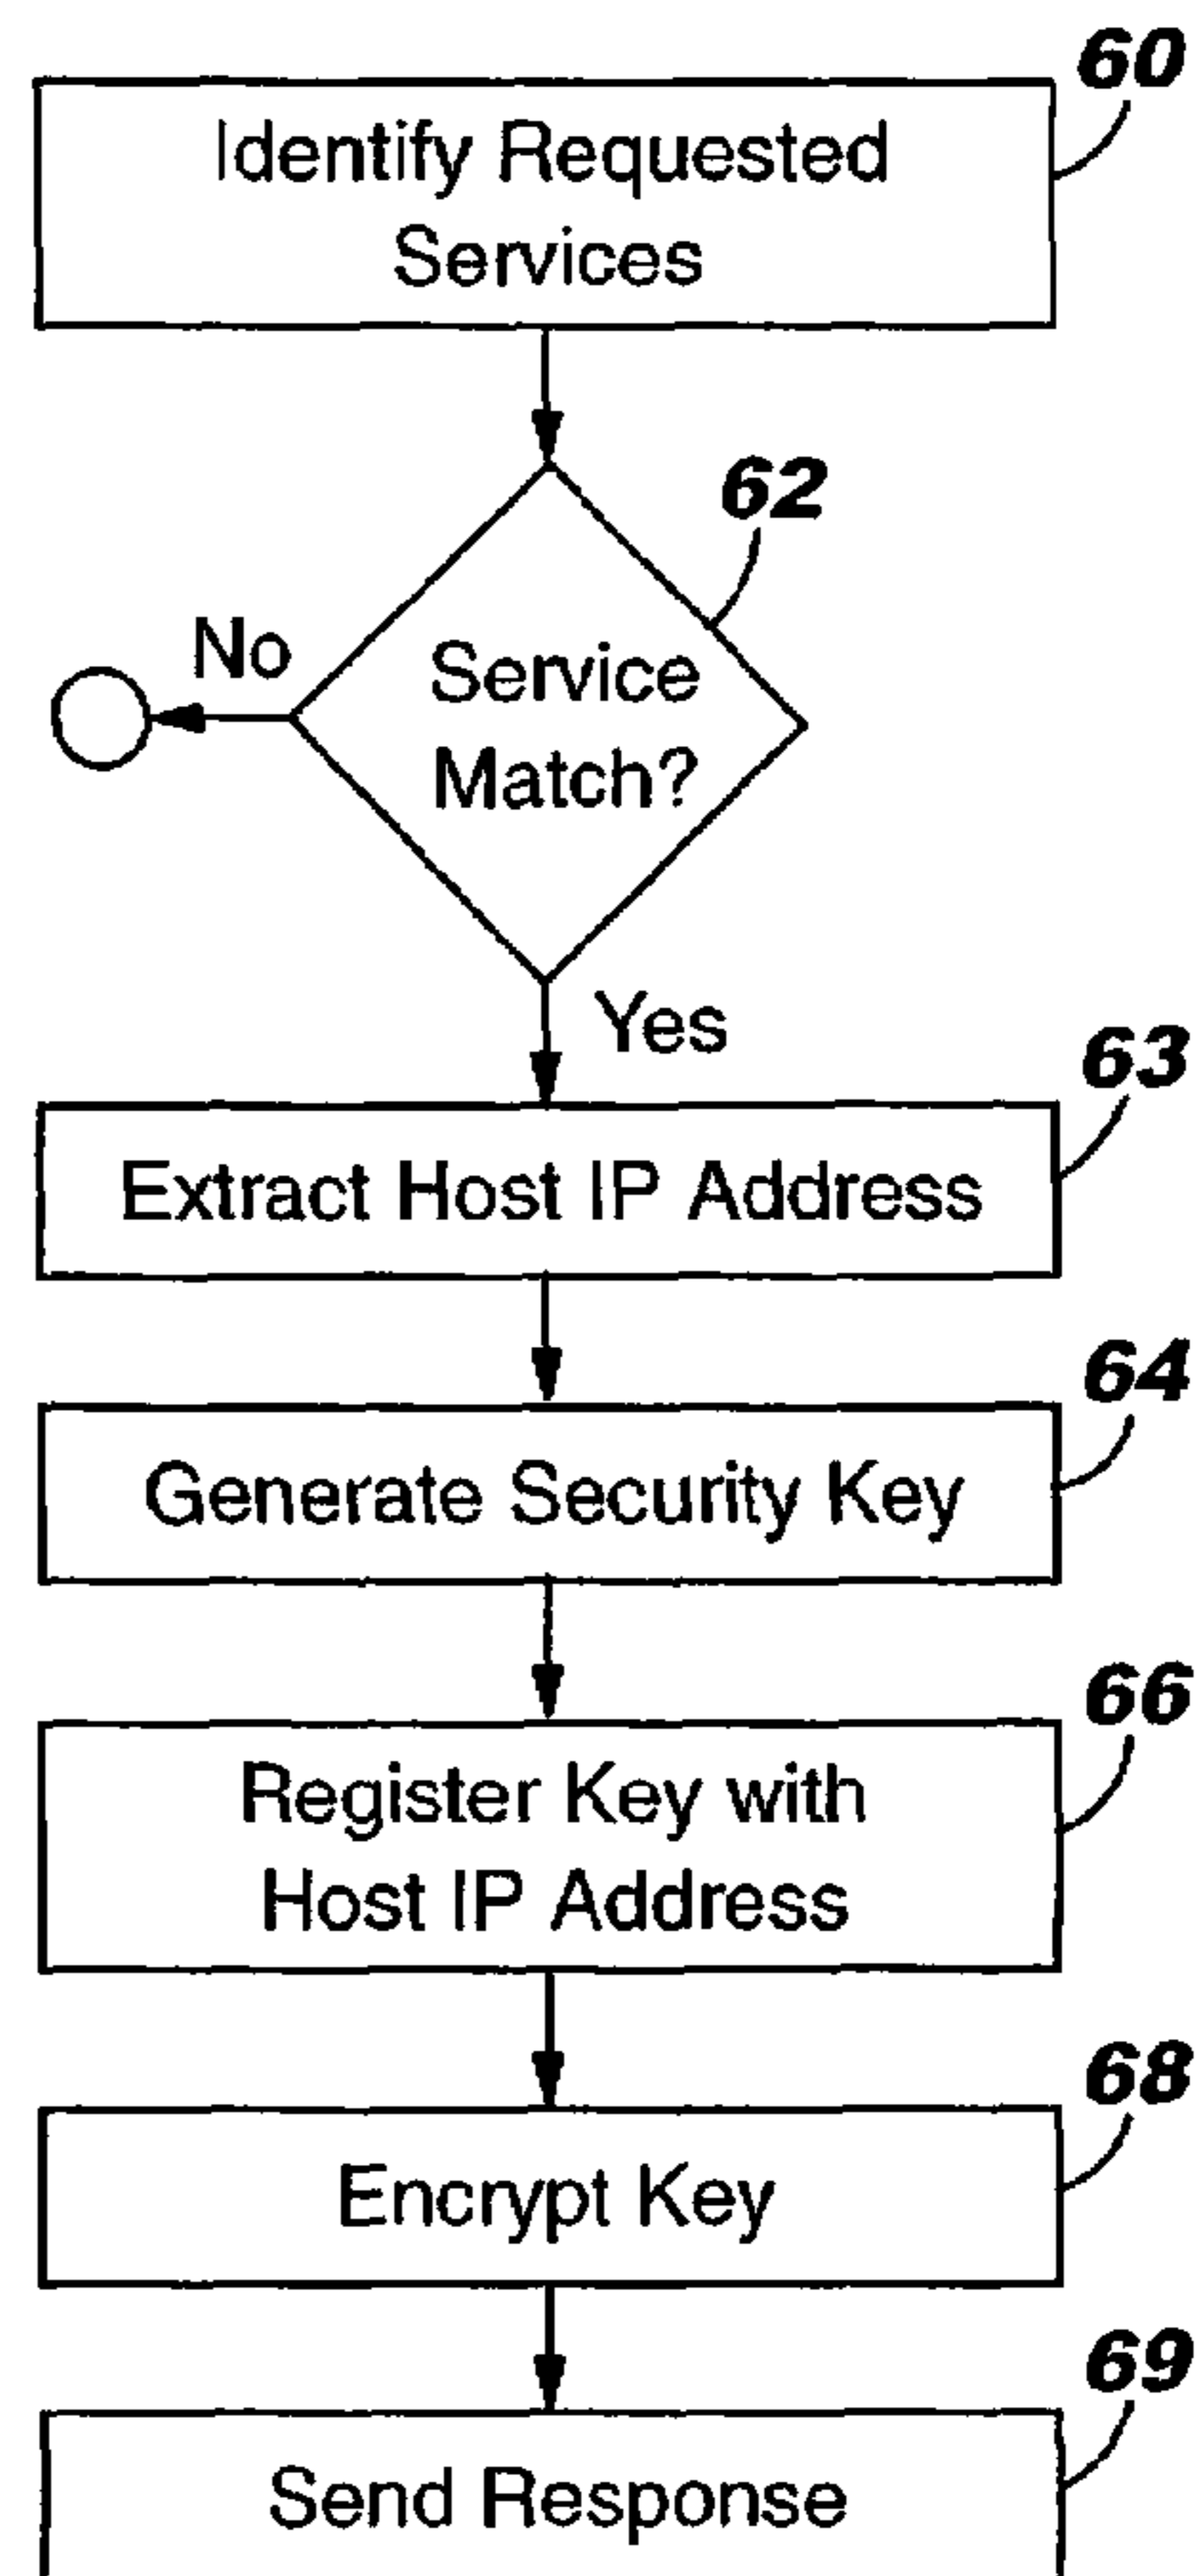 60
Identify Requested
Services
62
No
Service
Match?
Yes
63
Extract Host IP Address
64
Generate Security Key
66
Register Key with
Host IP Address
68
Encrypt Key
69
Send Response